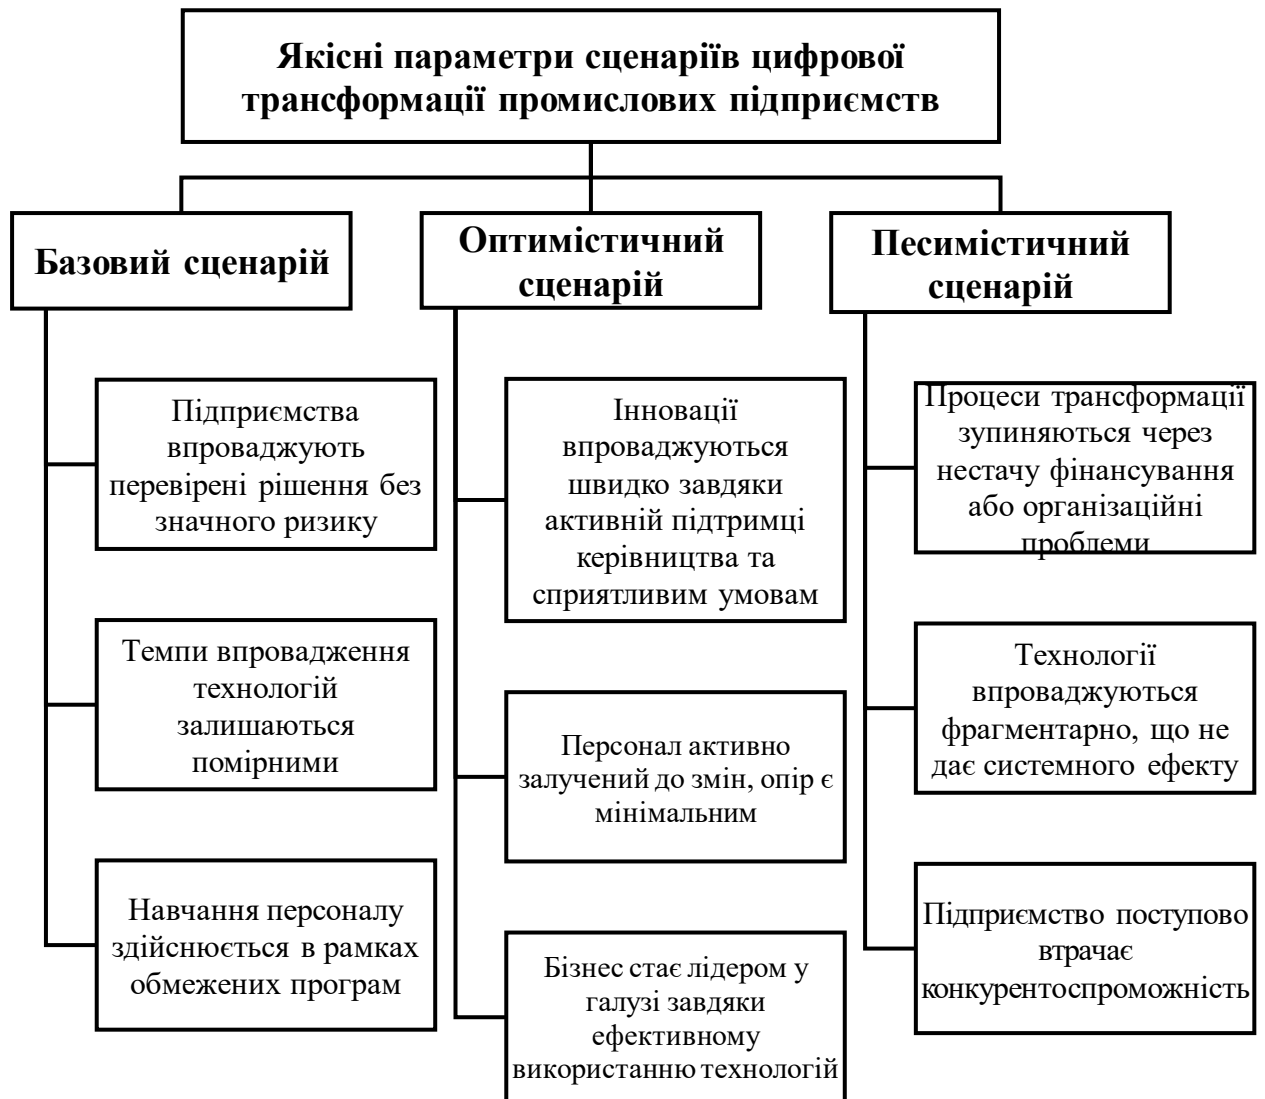 Якісні параметри сценаріїв цифрової
трансформації промислових підприємств
Базовий сценарій
Підприємства
впроваджують
перевірені рішення без
значного ризику
Темпи впровадження
технологій
залишаються
помірними
Навчання персоналу
здійснюється в рамках
обмежених програм
Оптимістичний
сценарій
Інновації
впроваджуються
швидко завдяки
активній підтримці
керівництва та
сприятливим умовам
Персонал активно
залучений до змін, опір є
мінімальним
Бізнес стає лідером у
галузі завдяки
ефективному
використанню технологій
Песимістичний
сценарій
Процеси трансформації
зупиняються через
нестачу фінансування
або організаційні
проблеми
Технології
впроваджуються
фрагментарно, що не
дає системного ефекту
Підприємство поступово
втрачає
конкурентоспроможність